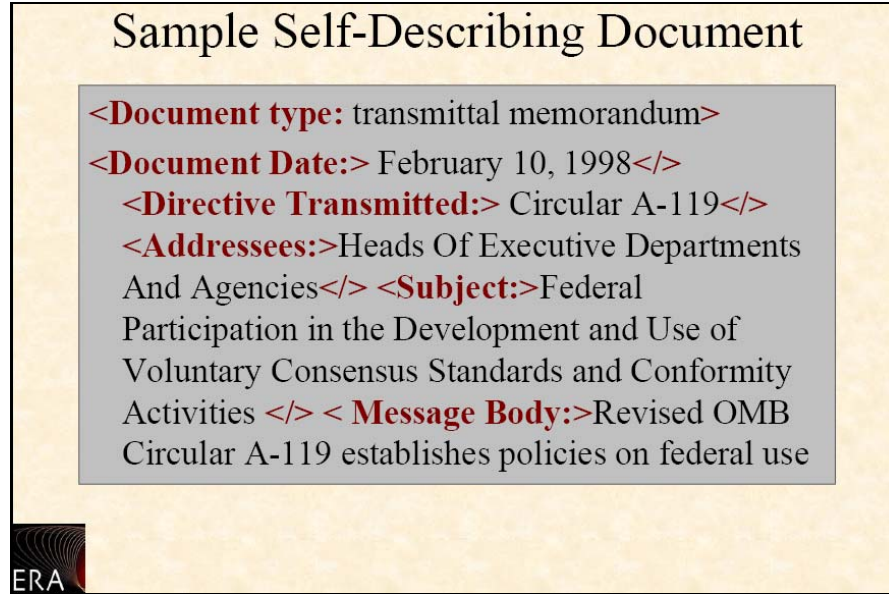 Sample Self-Describing Document
<Document type: transmittal memorandum>
<Document Date:> February 10, 1998</>
<Directive Transmitted:> Circular A-119</>
<Addressees:>Heads Of Executive Departments
And Agencies</> <Subject:>Federal
Participation in the Development and Use of
Voluntary Consensus Standards and Conformity
Activities </> < Message Body:>Revised OMB
Circular A-119 establishes policies on federal use
ERA